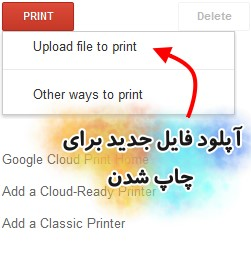 PRINT Delete
Upload file to print
Other ways to print
آپلود فایل جدید برای
چاپ شدن
Google Cloud Print Home
Add a Cloud-Ready Printer
Add a Classic Printer